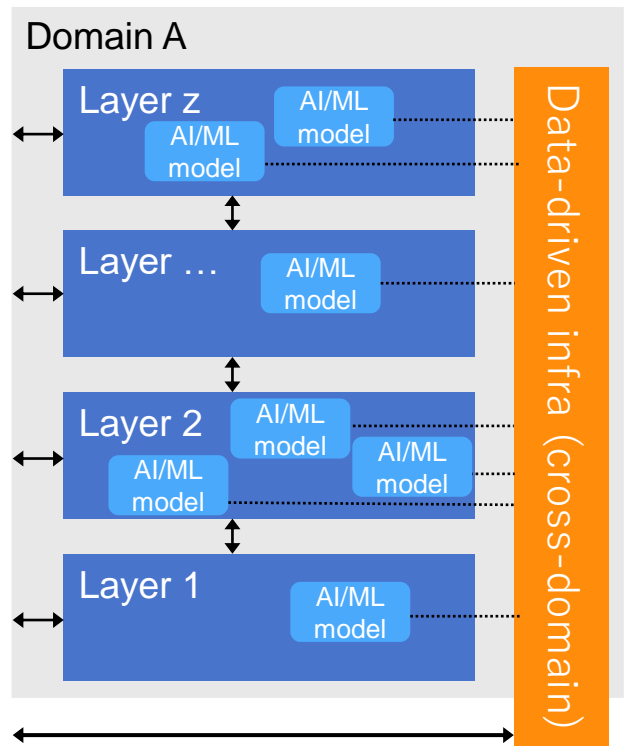 Domain A
Layer z
AI/ML
model
AI/ML
model
Layer ...
AI/ML
model
Layer 2
AI/ML
model
AI/ML
model
AI/ML
model
Layer 1
AI/ML
model
Data-driven infra (cross-domain)